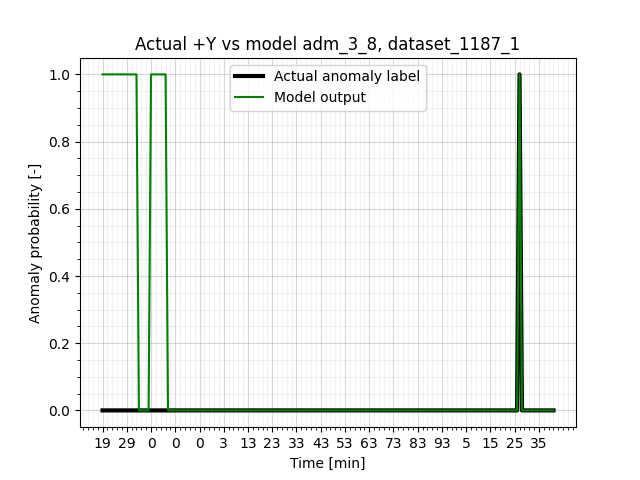 Actual +Y vs model adm_3_8, dataset_1187_1
Actual anomaly label
Model output
1.0
0.8
0.6
0.4
0.2
0.0
Anomaly probability [-]
19 29 0 0 0 3 13 23 33 43 53 63 73 83 93 5 15 25 35
Time [min]